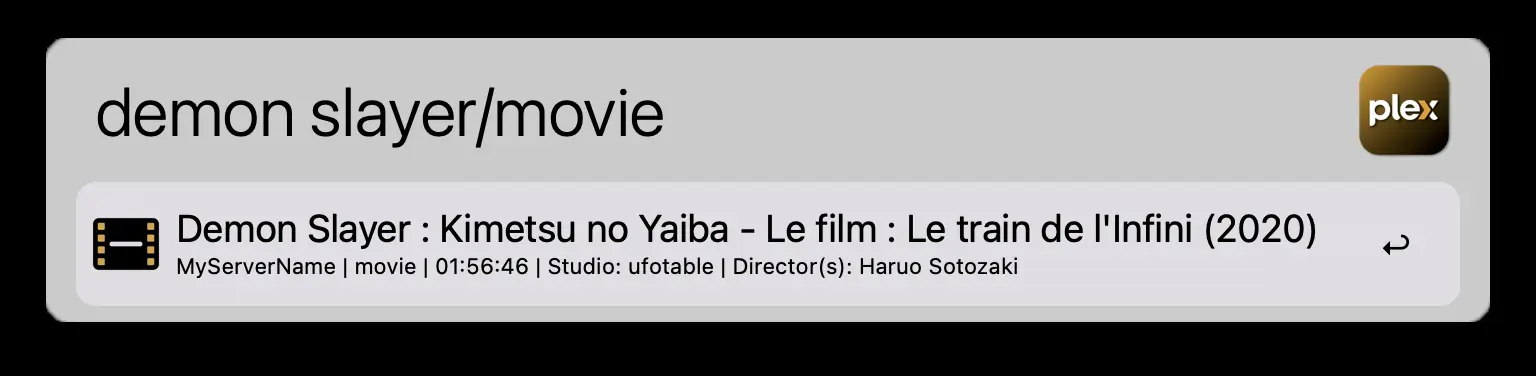 demon slayer/movie
plex
Demon Slayer : Kimetsu no Yaiba - Le film : Le train de l'Infini (2020)
MyServerName | movie | 01:56:46 | Studio: ufotable | Director(s): Haruo Sotozaki